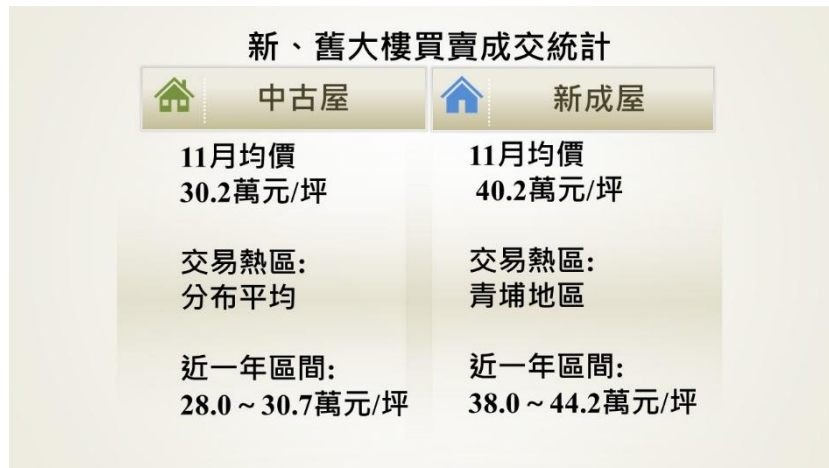 新、舊大樓買賣成交統計
中古屋
11月均價
30.2萬元/坪
交易熱區:
分布平均
近一年區間:
28.0～30.7萬元/坪
新成屋
11月均價
40.2萬元/坪
交易熱區:
青埔地區
近一年區間:
38.0～44.2萬元/坪